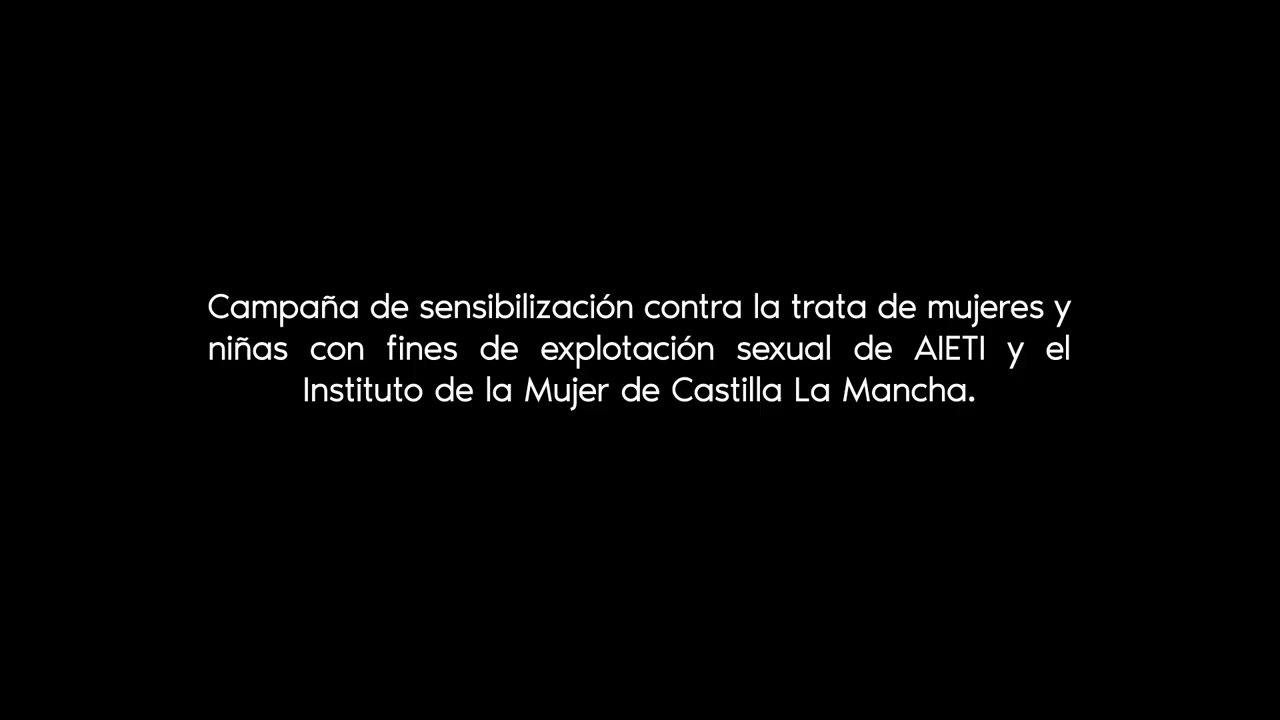 Campaña de sensibilización contra la trata de mujeres y
niñas con fines de explotación sexual de AIETI y el
Instituto de la Mujer de Castilla La Mancha.